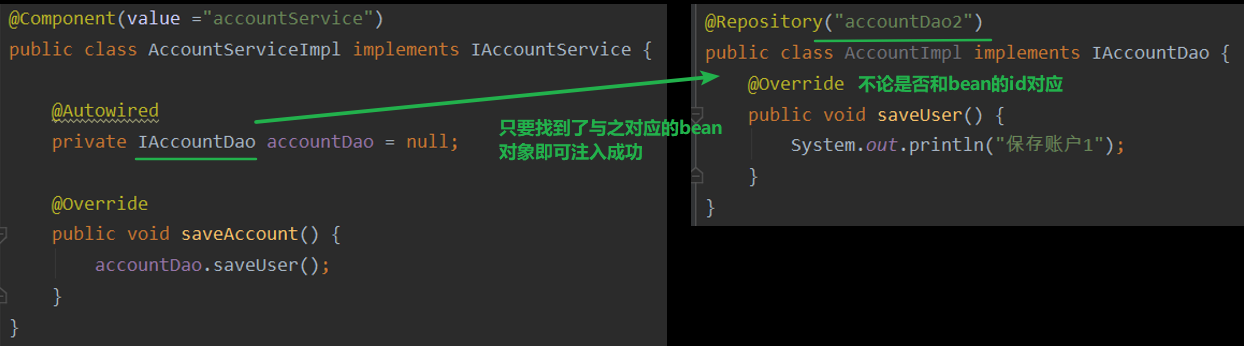 @Component(value ="accountService")
public class AccountServiceImpl implements IAccountService {
@Autowired
private IAccountDao accountDao = null;
@Override
public void saveAccount() {
accountDao.saveUser();
}
}
只要找到了与之对应的bean
对象即可注入成功
@Repository("accountDao2")
public class AccountImpl implements IAccountDao {
@Override 不论是否和bean的id对应
public void saveUser() {
System.out.println("保存账户1");
}
}